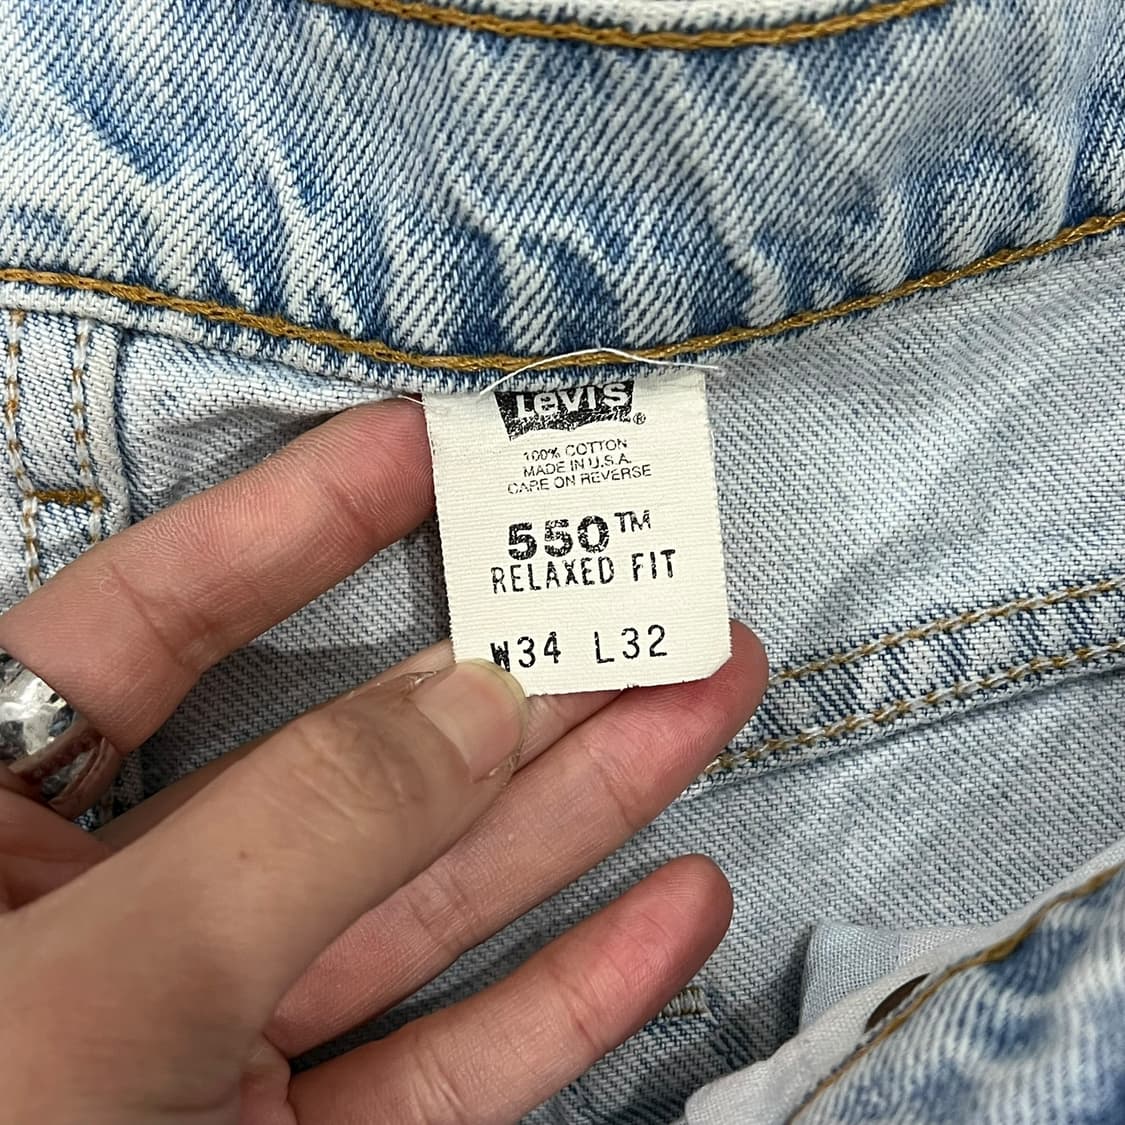 Levi's®
100% COTTON
MADE IN U.S.A.
CARE ON REVERSE
550™
RELAXED FIT
W34 L32